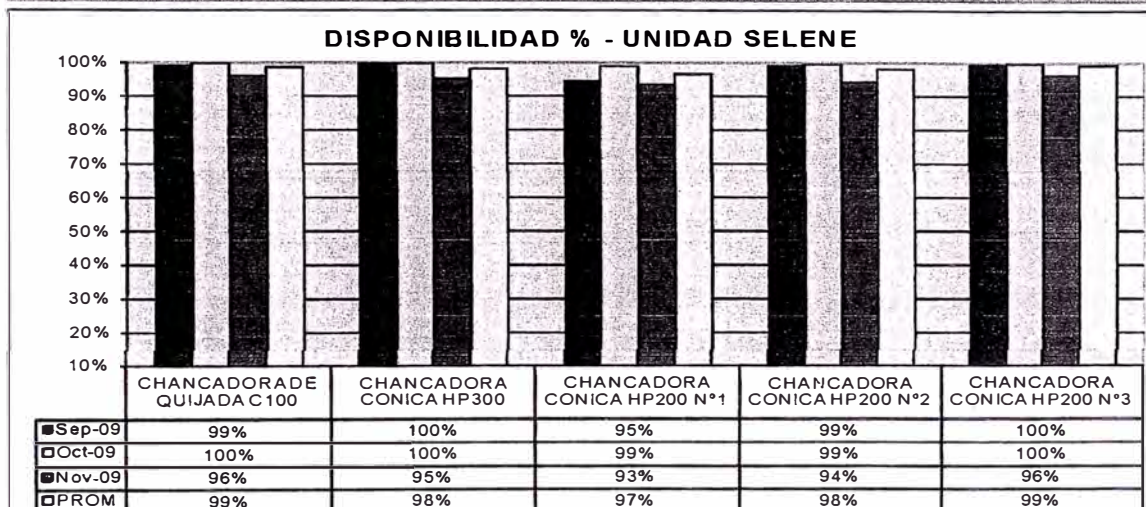 DISPONIBILIDAD % - UNIDAD SELENE
100%
90%
80%
70%
60%
50%
40%
30%
20%
10%
CHANCADORA DE QUIJADA C100
CHANCADORA CONICA HP300
CHANCADORA CONICA HP200 N°1
CHANCADORA CONICA HP200 N°2
CHANCADORA CONICA HP200 N°3
Sep-09 99% 100% 95% 99% 100%
Oct-09 100% 100% 99% 99% 100%
Nov-09 96% 95% 93% 94% 96%
PROM 99% 98% 97% 98% 99%